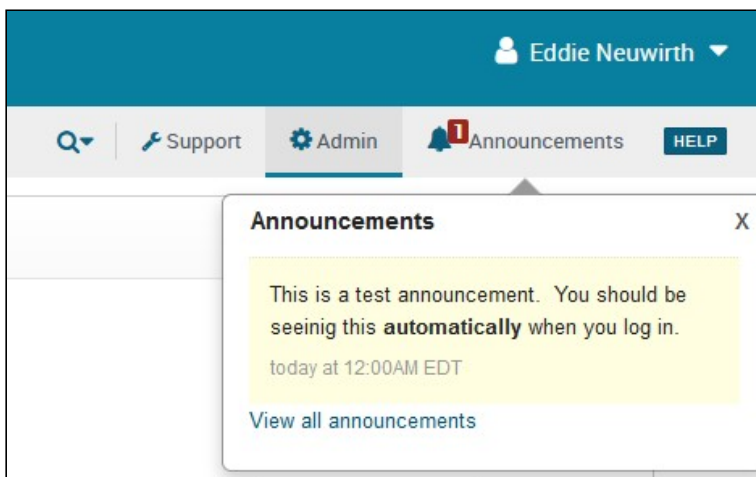 Eddie Neuwirth
Support
Admin
1
Announcements
HELP
Announcements
X
This is a test announcement. You should be
seeinig this automatically when you log in.
today at 12:00AM EDT
View all announcements